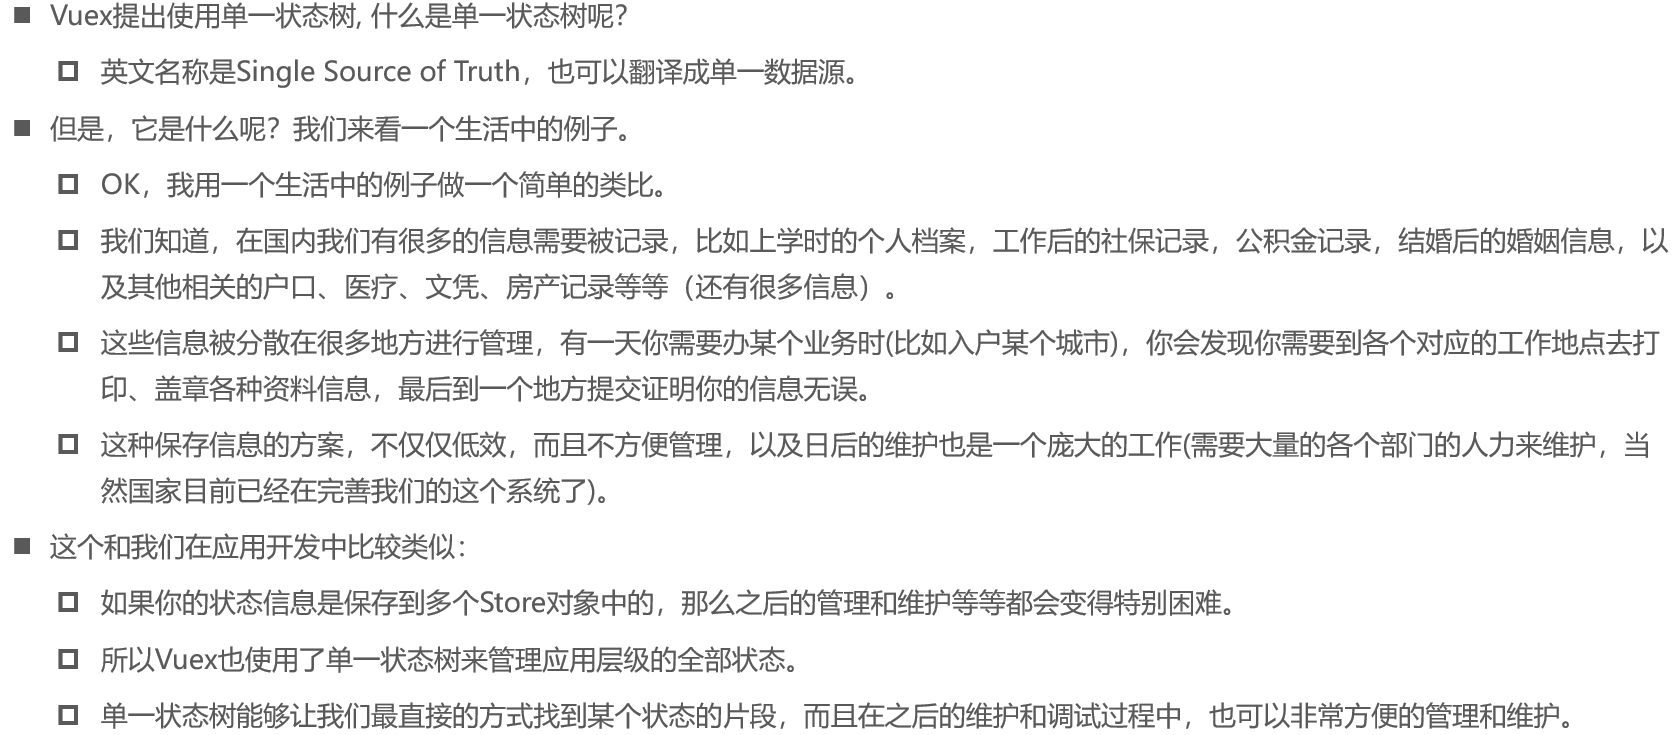 Vuex提出使用单一状态树, 什么是单一状态树呢？
英文名称是Single Source of Truth，也可以翻译成单一数据源。
但是，它是什么呢？我们来看一个生活中的例子。
OK，我用一个生活中的例子做一个简单的类比。
我们知道，在国内我们有很多的信息需要被记录，比如上学时的个人档案，工作后的社保记录，公积金记录，结婚后的婚姻信息，以
及其他相关的户口、医疗、文凭、房产记录等等（还有很多信息）。
这些信息被分散在很多地方进行管理，有一天你需要办某个业务时(比如入户某个城市)，你会发现你需要到各个对应的工作地点去打
印、盖章各种资料信息，最后到一个地方提交证明你的信息无误。
这种保存信息的方案，不仅仅低效，而且不方便管理，以及日后的维护也是一个庞大的工作(需要大量的各个部门的人力来维护，当
然国家目前已经在完善我们的这个系统了)。
这个和我们在应用开发中比较类似：
如果你的状态信息是保存到多个Store对象中的，那么之后的管理和维护等等都会变得特别困难。
所以Vuex也使用了单一状态树来管理应用层级的全部状态。
单一状态树能够让我们最直接的方式找到某个状态的片段，而且在之后的维护和调试过程中，也可以非常方便的管理和维护。